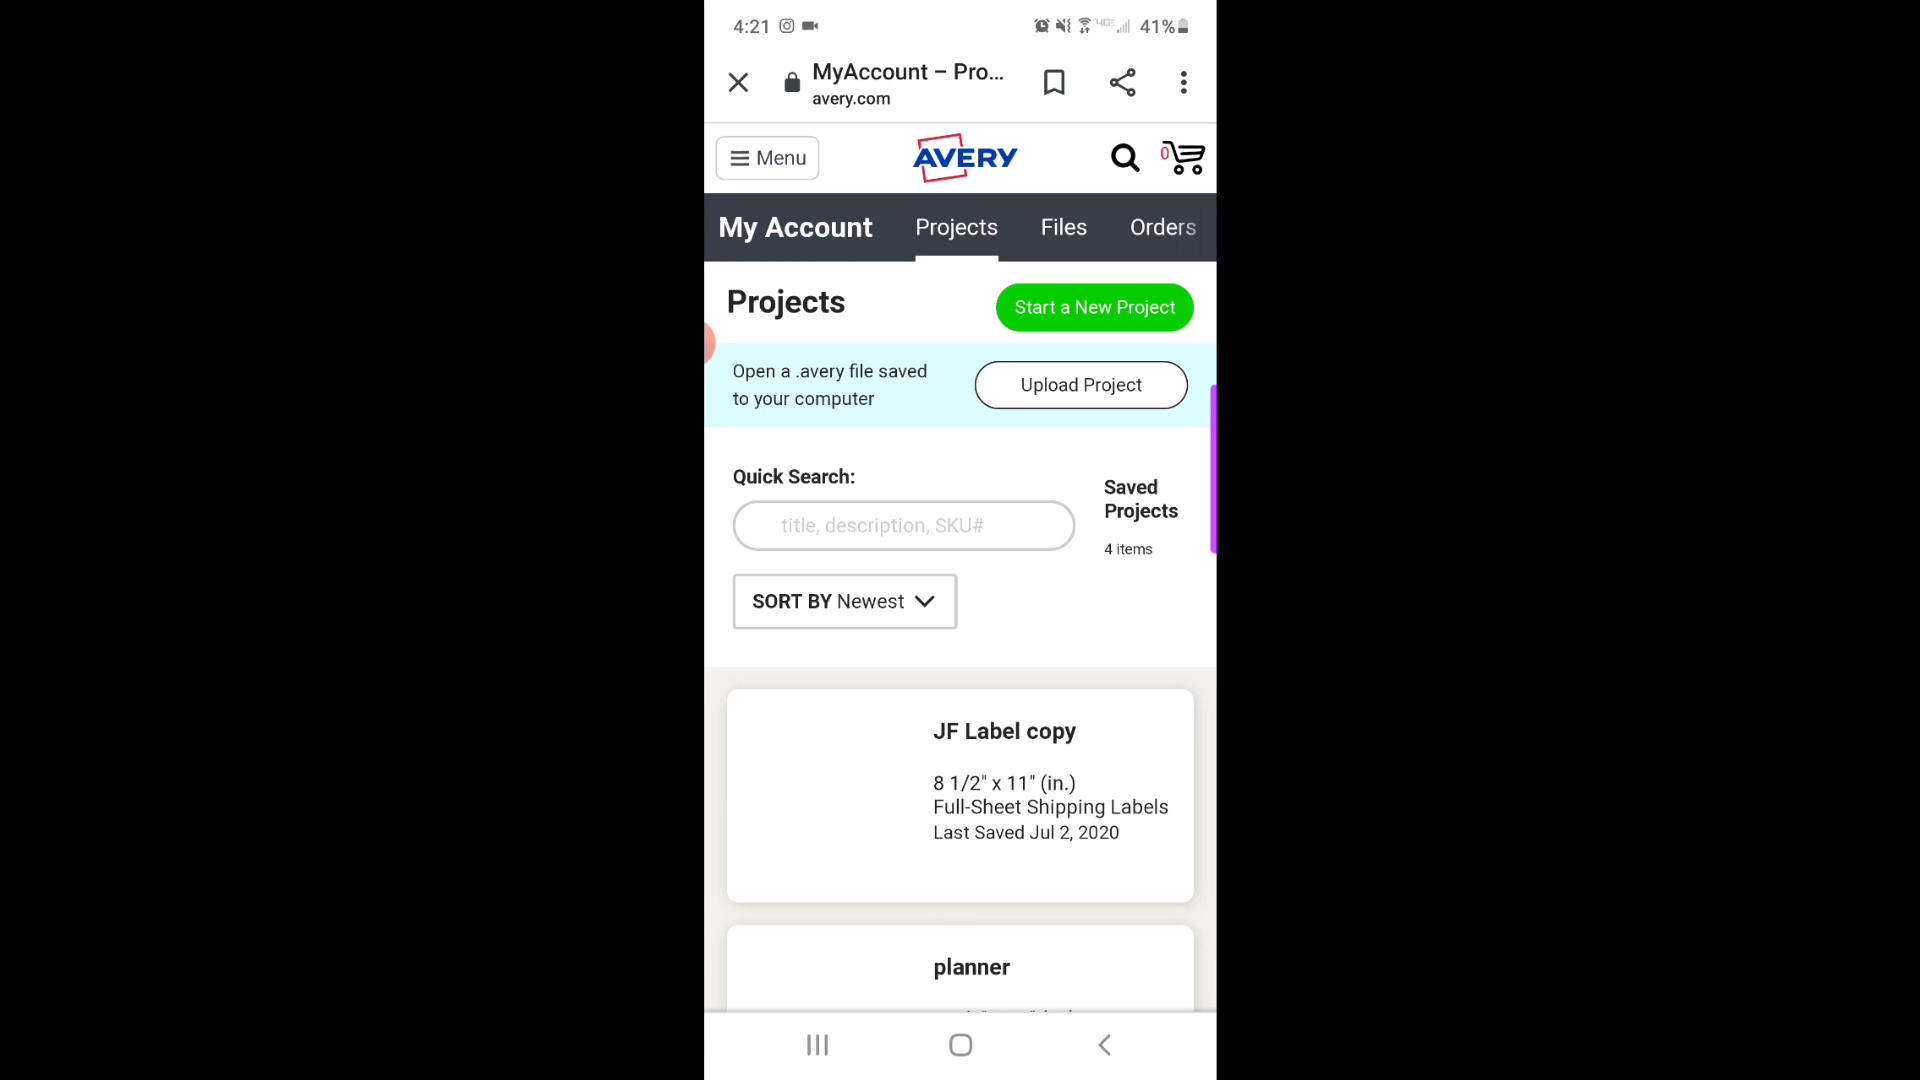 4:21 41%
MyAccount – Pro...
avery.com
Menu AVERY 0
My Account Projects Files Orders
Projects Start a New Project
Open a .avery file saved
to your computer
Upload Project
Quick Search:
title, description, SKU#
Saved
Projects
4 items
SORT BY Newest
JF Label copy
8 1/2" x 11" (in.)
Full-Sheet Shipping Labels
Last Saved Jul 2, 2020
planner